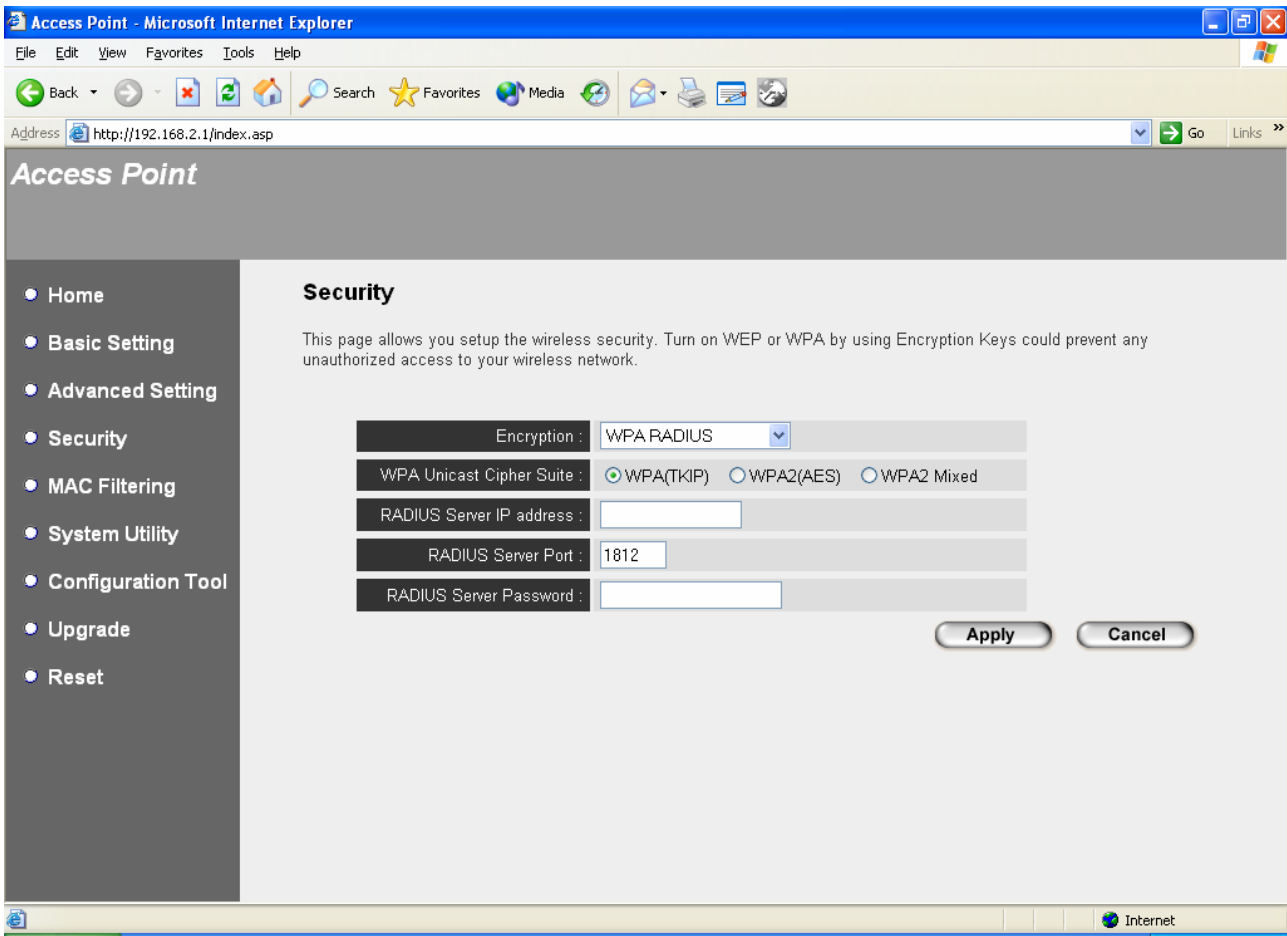 Access Point - Microsoft Internet Explorer
File Edit View Favorites Tools Help
Back Search Favorites Media
Address http://192.168.2.1/index.asp Go Links »
Access Point
Home
Basic Setting
Advanced Setting
Security
MAC Filtering
System Utility
Configuration Tool
Upgrade
Reset
Security
This page allows you setup the wireless security. Turn on WEP or WPA by using Encryption Keys could prevent any
unauthorized access to your wireless network.
Encryption : WPA RADIUS
WPA Unicast Cipher Suite : WPA(TKIP) WPA2(AES) WPA2 Mixed
RADIUS Server IP address :
RADIUS Server Port : 1812
RADIUS Server Password :
Apply Cancel
Internet